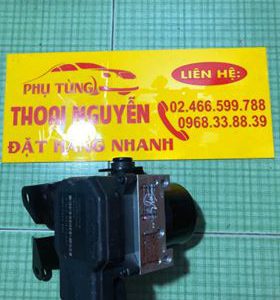 LIÊN HỆ:
PHỤ TÙNG
THOẠI NGUYỄN
02.466.599.788
0968.33.88.39
ĐẶT HÀNG NHANH